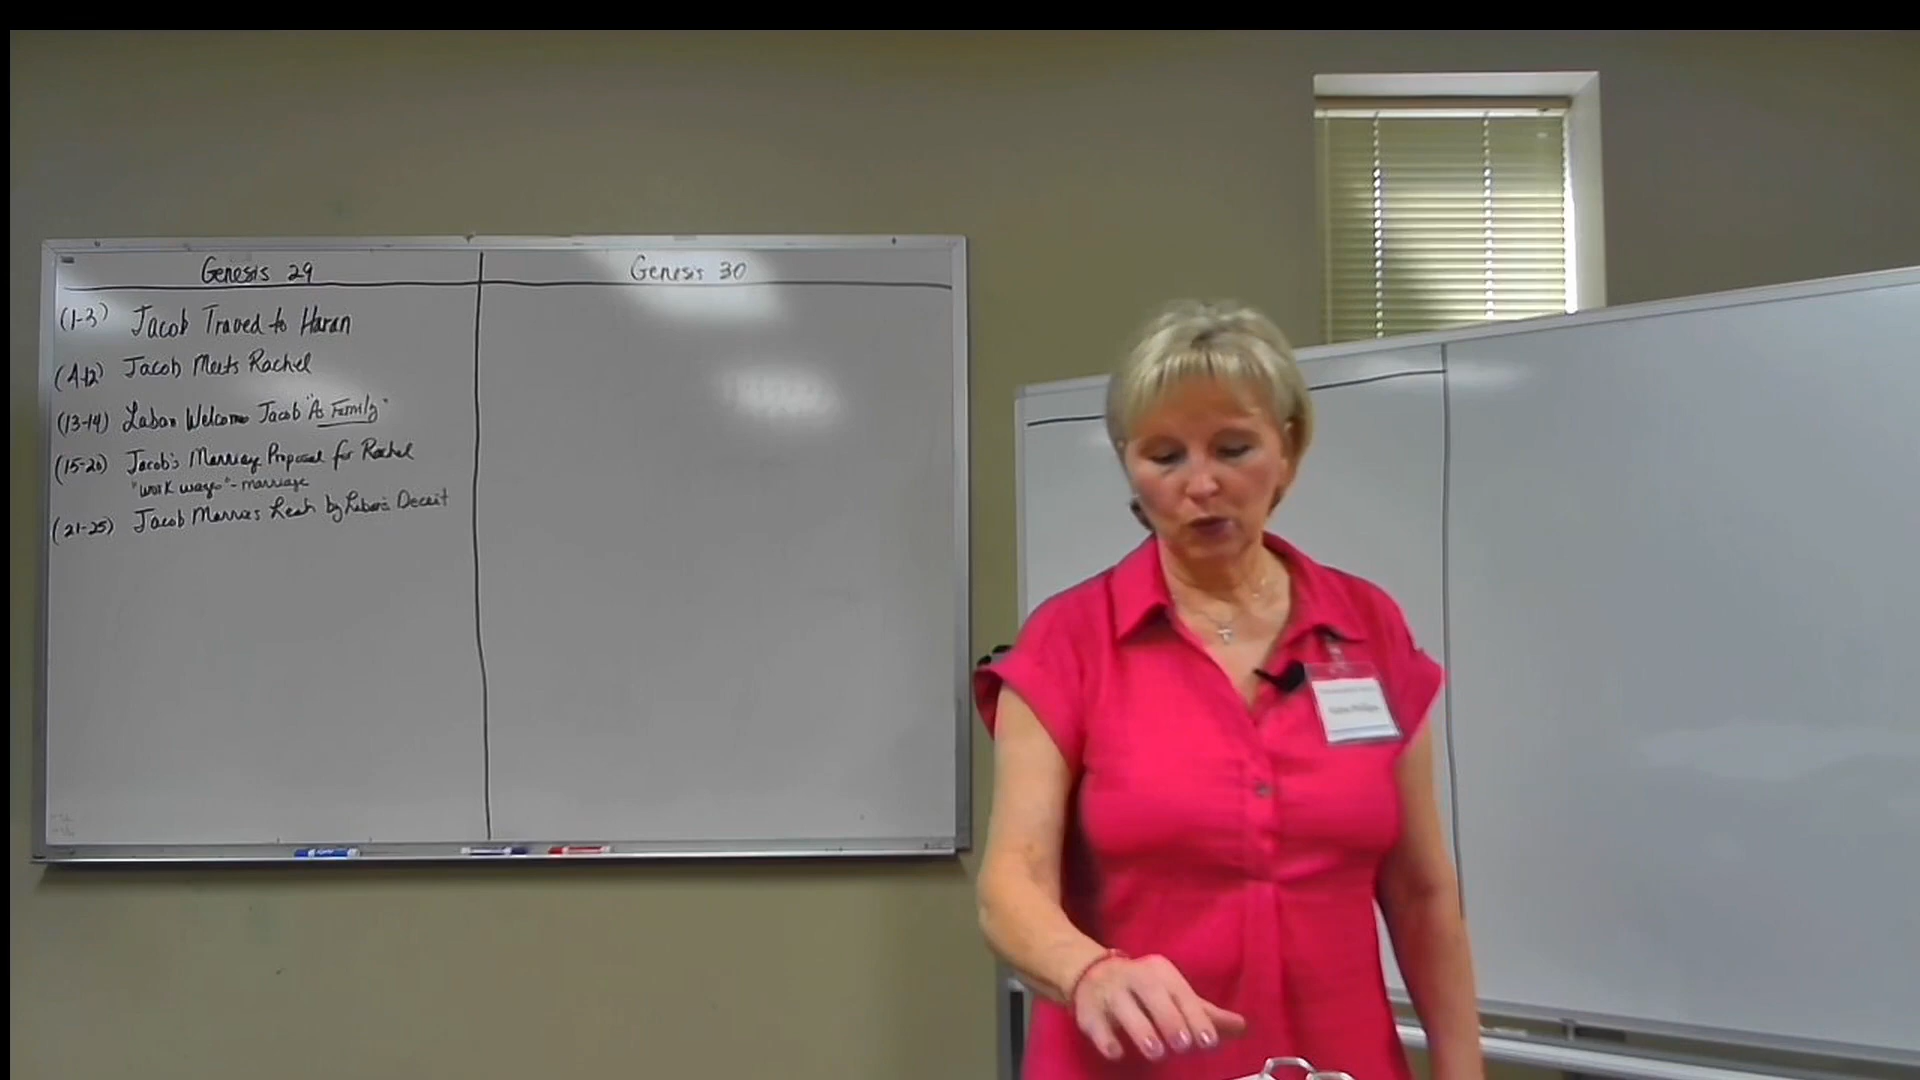 Genesis 29
Genesis 30
(1-3) Jacob Traved to Haran
(4-12) Jacob Meets Rachel
(13-14) Laban Welcomes Jacob "As Family"
(15-20) Jacob's Marriage Proposal for Rachel
"work wages" - marriage
(21-25) Jacob Marries Leah by Laban's Deceit